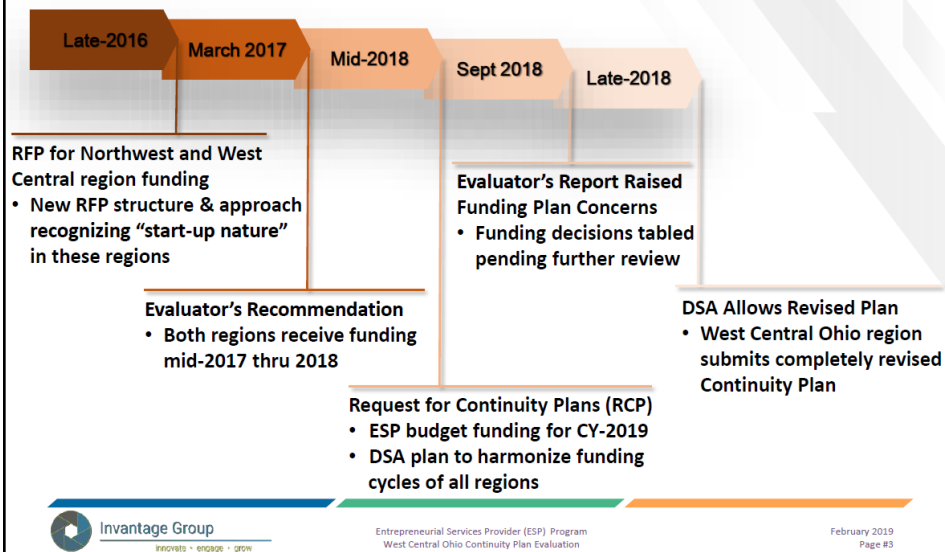 Late-2016
March 2017
Mid-2018
Sept 2018
Late-2018
RFP for Northwest and West
Central region funding
• New RFP structure & approach
recognizing “start-up nature”
in these regions
Evaluator’s Recommendation
• Both regions receive funding
mid-2017 thru 2018
Request for Continuity Plans (RCP)
• ESP budget funding for CY-2019
• DSA plan to harmonize funding
cycles of all regions
Evaluator’s Report Raised
Funding Plan Concerns
• Funding decisions tabled
pending further review
DSA Allows Revised Plan
• West Central Ohio region
submits completely revised
Continuity Plan
Invantage Group
innovate • engage • grow
Entrepreneurial Services Provider (ESP) Program
West Central Ohio Continuity Plan Evaluation
February 2019
Page #3